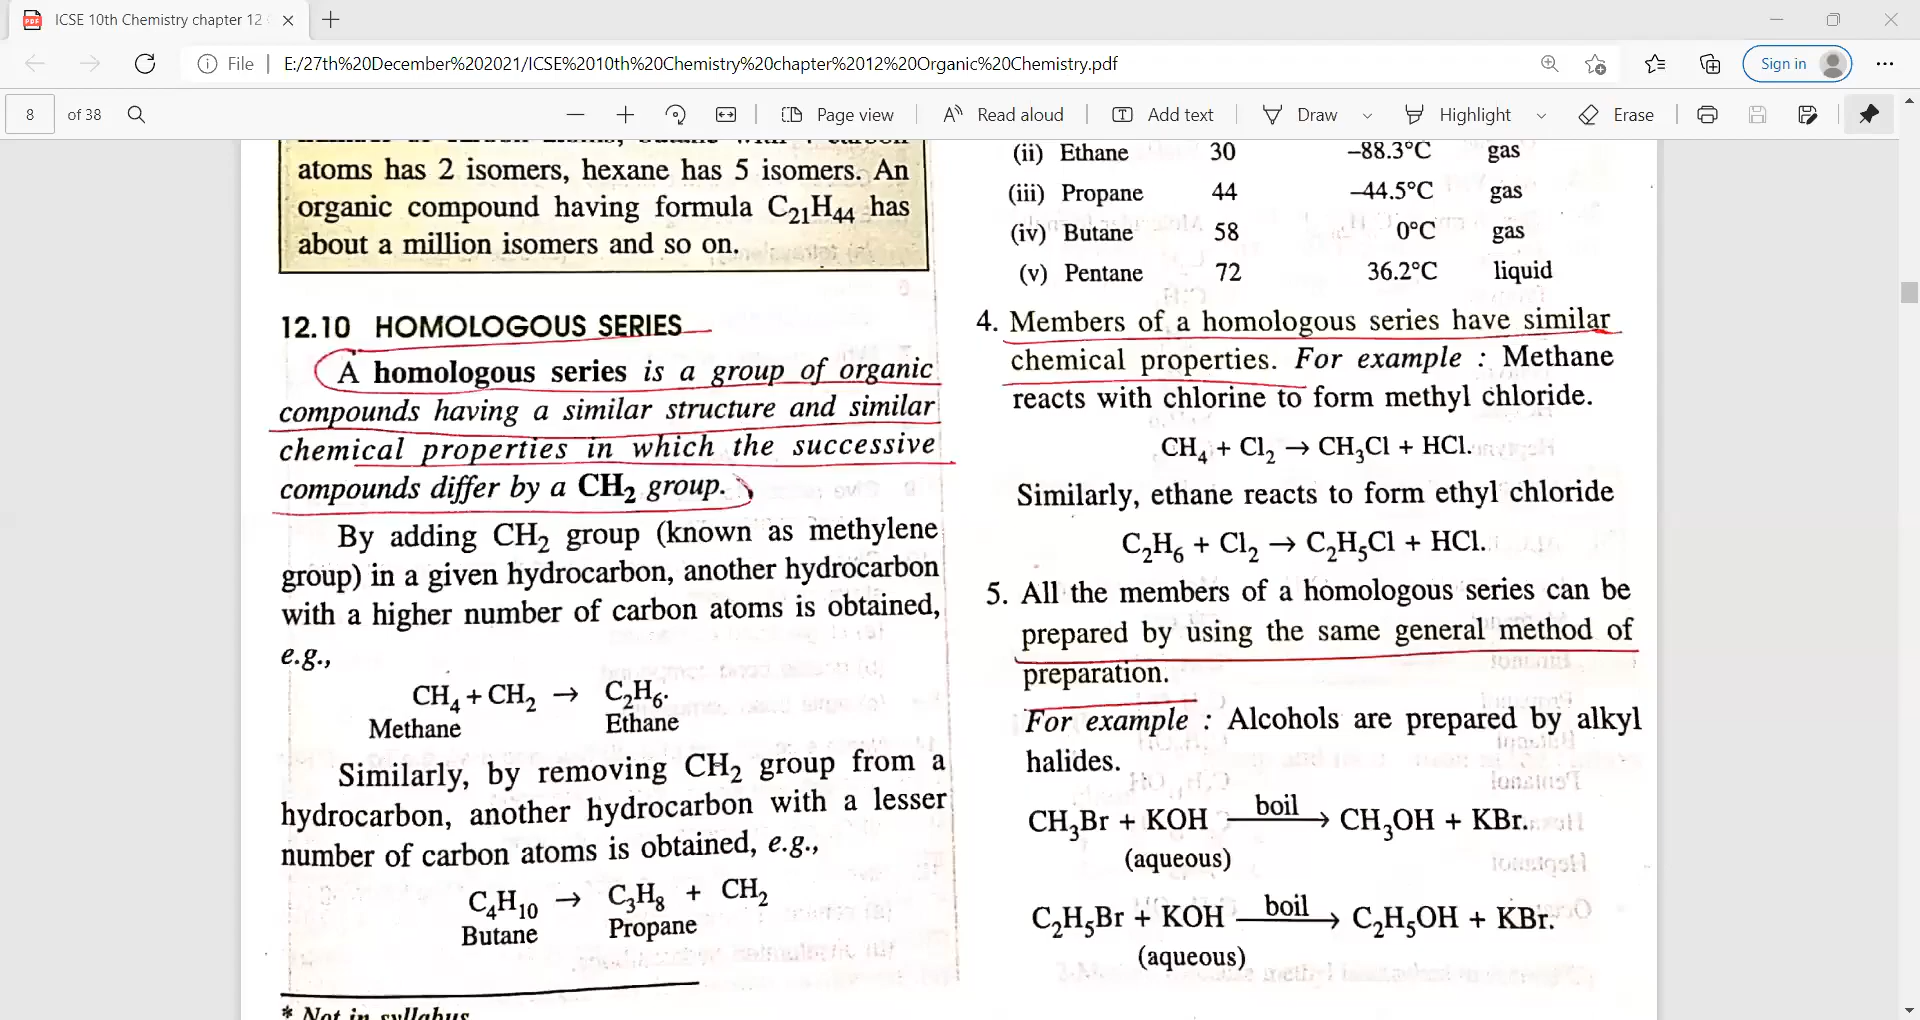 ICSE 10th Chemistry chapter 12
File
E:/27th%20December%202021/ICSE%2010th%20Chemistry%20chapter%2012%20Organic%20Chemistry.pdf
Sign in
8 of 38
Page view
Read aloud
Add text
Draw
Highlight
Erase
atoms has 2 isomers, hexane has 5 isomers. An
organic compound having formula C₂₁H₄₄ has
about a million isomers and so on.
12.10 HOMOLOGOUS SERIES
A homologous series is a group of organic
compounds having a similar structure and similar
chemical properties in which the successive
compounds differ by a CH₂ group.
By adding CH₂ group (known as methylene
group) in a given hydrocarbon, another hydrocarbon
with a higher number of carbon atoms is obtained,
e.g.,
CH₄ + CH₂ → C₂H₆.
Methane Ethane
Similarly, by removing CH₂ group from a
hydrocarbon, another hydrocarbon with a lesser
number of carbon atoms is obtained, e.g.,
C₄H₁₀ → C₃H₈ + CH₂
Butane Propane
* Not in syllabus
(ii) Ethane 30 –88.3°C gas
(iii) Propane 44 –44.5°C gas
(iv) Butane 58 0°C gas
(v) Pentane 72 36.2°C liquid
4. Members of a homologous series have similar
chemical properties. For example : Methane
reacts with chlorine to form methyl chloride.
CH₄ + Cl₂ → CH₃Cl + HCl.
Similarly, ethane reacts to form ethyl chloride
C₂H₆ + Cl₂ → C₂H₅Cl + HCl.
5. All the members of a homologous series can be
prepared by using the same general method of
preparation.
For example : Alcohols are prepared by alkyl
halides.
CH₃Br + KOH boil → CH₃OH + KBr.
(aqueous)
C₂H₅Br + KOH boil → C₂H₅OH + KBr.
(aqueous)